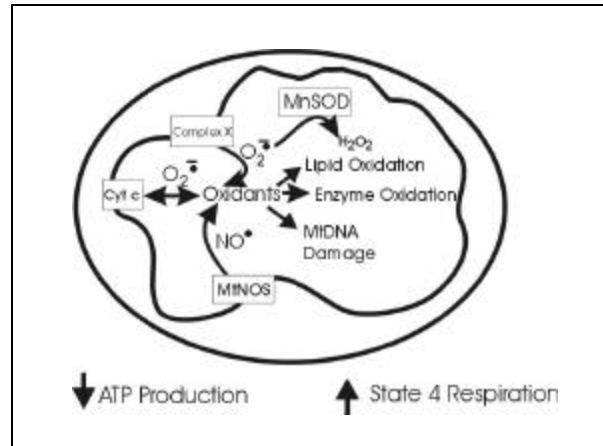 MnSOD
Complex X
O₂•̄
H₂O₂
Lipid Oxidation
O₂•̄
Cyt c
Oxidants
Enzyme Oxidation
NO•
MtDNA
Damage
MtNOS
ATP Production
State 4 Respiration